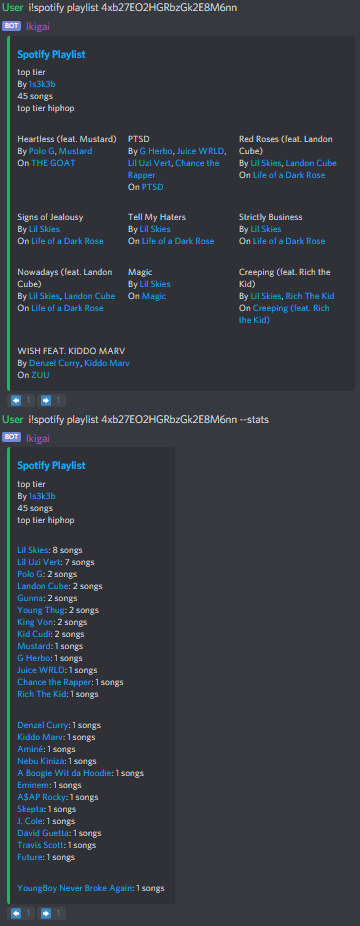 User i!spotify playlist 4xb27EO2HGRbzGk2E8M6nn
BOT Ikigai
Spotify Playlist
top tier
By 1s3k3b
45 songs
top tier hiphop
Heartless (feat. Mustard)
By Polo G, Mustard
On THE GOAT
PTSD
By G Herbo, Juice WRLD,
Lil Uzi Vert, Chance the
Rapper
On PTSD
Red Roses (feat. Landon
Cube)
By Lil Skies, Landon Cube
On Life of a Dark Rose
Signs of Jealousy
By Lil Skies
On Life of a Dark Rose
Tell My Haters
By Lil Skies
On Life of a Dark Rose
Strictly Business
By Lil Skies
On Life of a Dark Rose
Nowadays (feat. Landon
Cube)
By Lil Skies, Landon Cube
On Life of a Dark Rose
Magic
By Lil Skies
On Magic
Creeping (feat. Rich the
Kid)
By Lil Skies, Rich The Kid
On Creeping (feat. Rich
the Kid)
WISH FEAT. KIDDO MARV
By Denzel Curry, Kiddo Marv
On ZUU
1 1
User i!spotify playlist 4xb27EO2HGRbzGk2E8M6nn --stats
BOT Ikigai
Spotify Playlist
top tier
By 1s3k3b
45 songs
top tier hiphop
Lil Skies: 8 songs
Lil Uzi Vert: 7 songs
Polo G: 2 songs
Landon Cube: 2 songs
Gunna: 2 songs
Young Thug: 2 songs
King Von: 2 songs
Kid Cudi: 2 songs
Mustard: 1 songs
G Herbo: 1 songs
Juice WRLD: 1 songs
Chance the Rapper: 1 songs
Rich The Kid: 1 songs
Denzel Curry: 1 songs
Kiddo Marv: 1 songs
Aminé: 1 songs
Nebu Kiniza: 1 songs
A Boogie Wit da Hoodie: 1 songs
Eminem: 1 songs
A$AP Rocky: 1 songs
Skepta: 1 songs
J. Cole: 1 songs
David Guetta: 1 songs
Travis Scott: 1 songs
Future: 1 songs
YoungBoy Never Broke Again: 1 songs
1 1